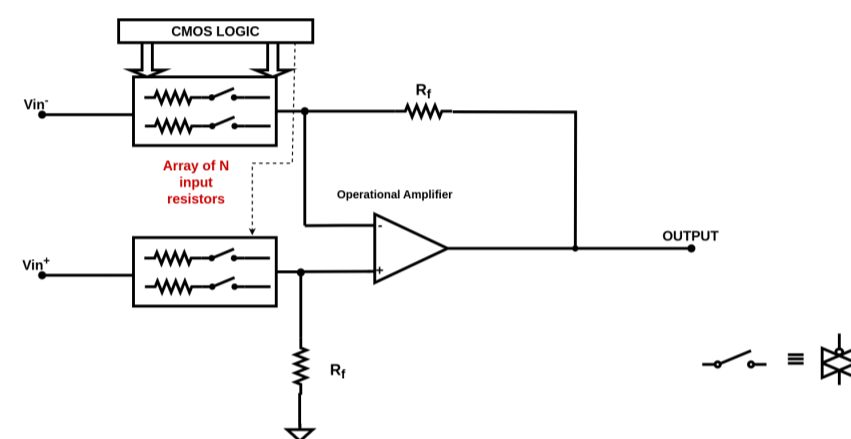 CMOS LOGIC
Vin-
Rf
Array of N
input
resistors
Operational Amplifier
-
OUTPUT
Vin+
+
Rf
≡